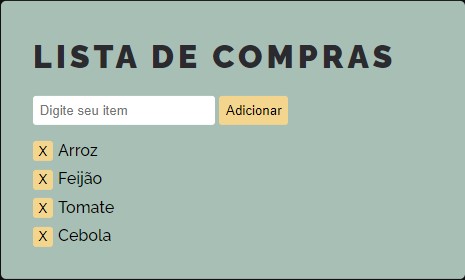 LISTA DE COMPRAS
Digite seu item Adicionar
X Arroz
X Feijão
X Tomate
X Cebola